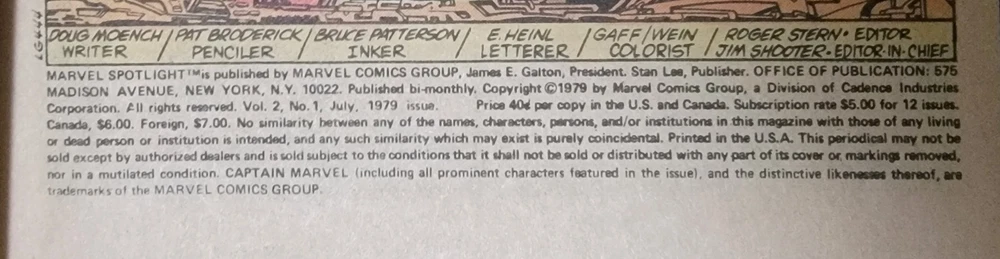 LG444
DOUG MOENCH / PAT BRODERICK / BRUCE PATTERSON / E. HEINL / GAFF/WEIN / ROGER STERN • EDITOR
WRITER PENCILER INKER LETTERER COLORIST JIM SHOOTER • EDITOR-IN-CHIEF
MARVEL SPOTLIGHT™ is published by MARVEL COMICS GROUP, James E. Galton, President. Stan Lee, Publisher. OFFICE OF PUBLICATION: 575
MADISON AVENUE, NEW YORK, N.Y. 10022. Published bi-monthly. Copyright ©1979 by Marvel Comics Group, a Division of Cadence Industries
Corporation. All rights reserved. Vol. 2, No. 1, July, 1979 issue. Price 40¢ per copy in the U.S. and Canada. Subscription rate $5.00 for 12 issues.
Canada, $6.00. Foreign, $7.00. No similarity between any of the names, characters, persons, and/or institutions in this magazine with those of any living
or dead person or institution is intended, and any such similarity which may exist is purely coincidental. Printed in the U.S.A. This periodical may not be
sold except by authorized dealers and is sold subject to the conditions that it shall not be sold or distributed with any part of its cover or markings removed,
nor in a mutilated condition. CAPTAIN MARVEL (including all prominent characters featured in the issue), and the distinctive likenesses thereof, are
trademarks of the MARVEL COMICS GROUP.